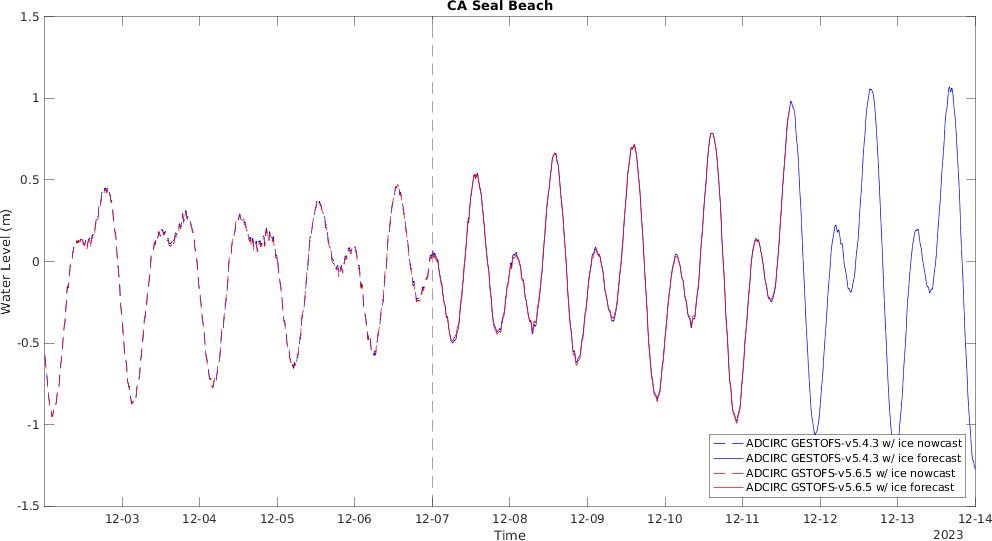 CA Seal Beach
1.5
1
0.5
0
-0.5
-1
-1.5
Water Level (m)
12-03 12-04 12-05 12-06 12-07 12-08 12-09 12-10 12-11 12-12 12-13 12-14
Time
2023
ADCIRC GESTOFS-v5.4.3 w/ ice nowcast
ADCIRC GESTOFS-v5.4.3 w/ ice forecast
ADCIRC GSTOFS-v5.6.5 w/ ice nowcast
ADCIRC GSTOFS-v5.6.5 w/ ice forecast